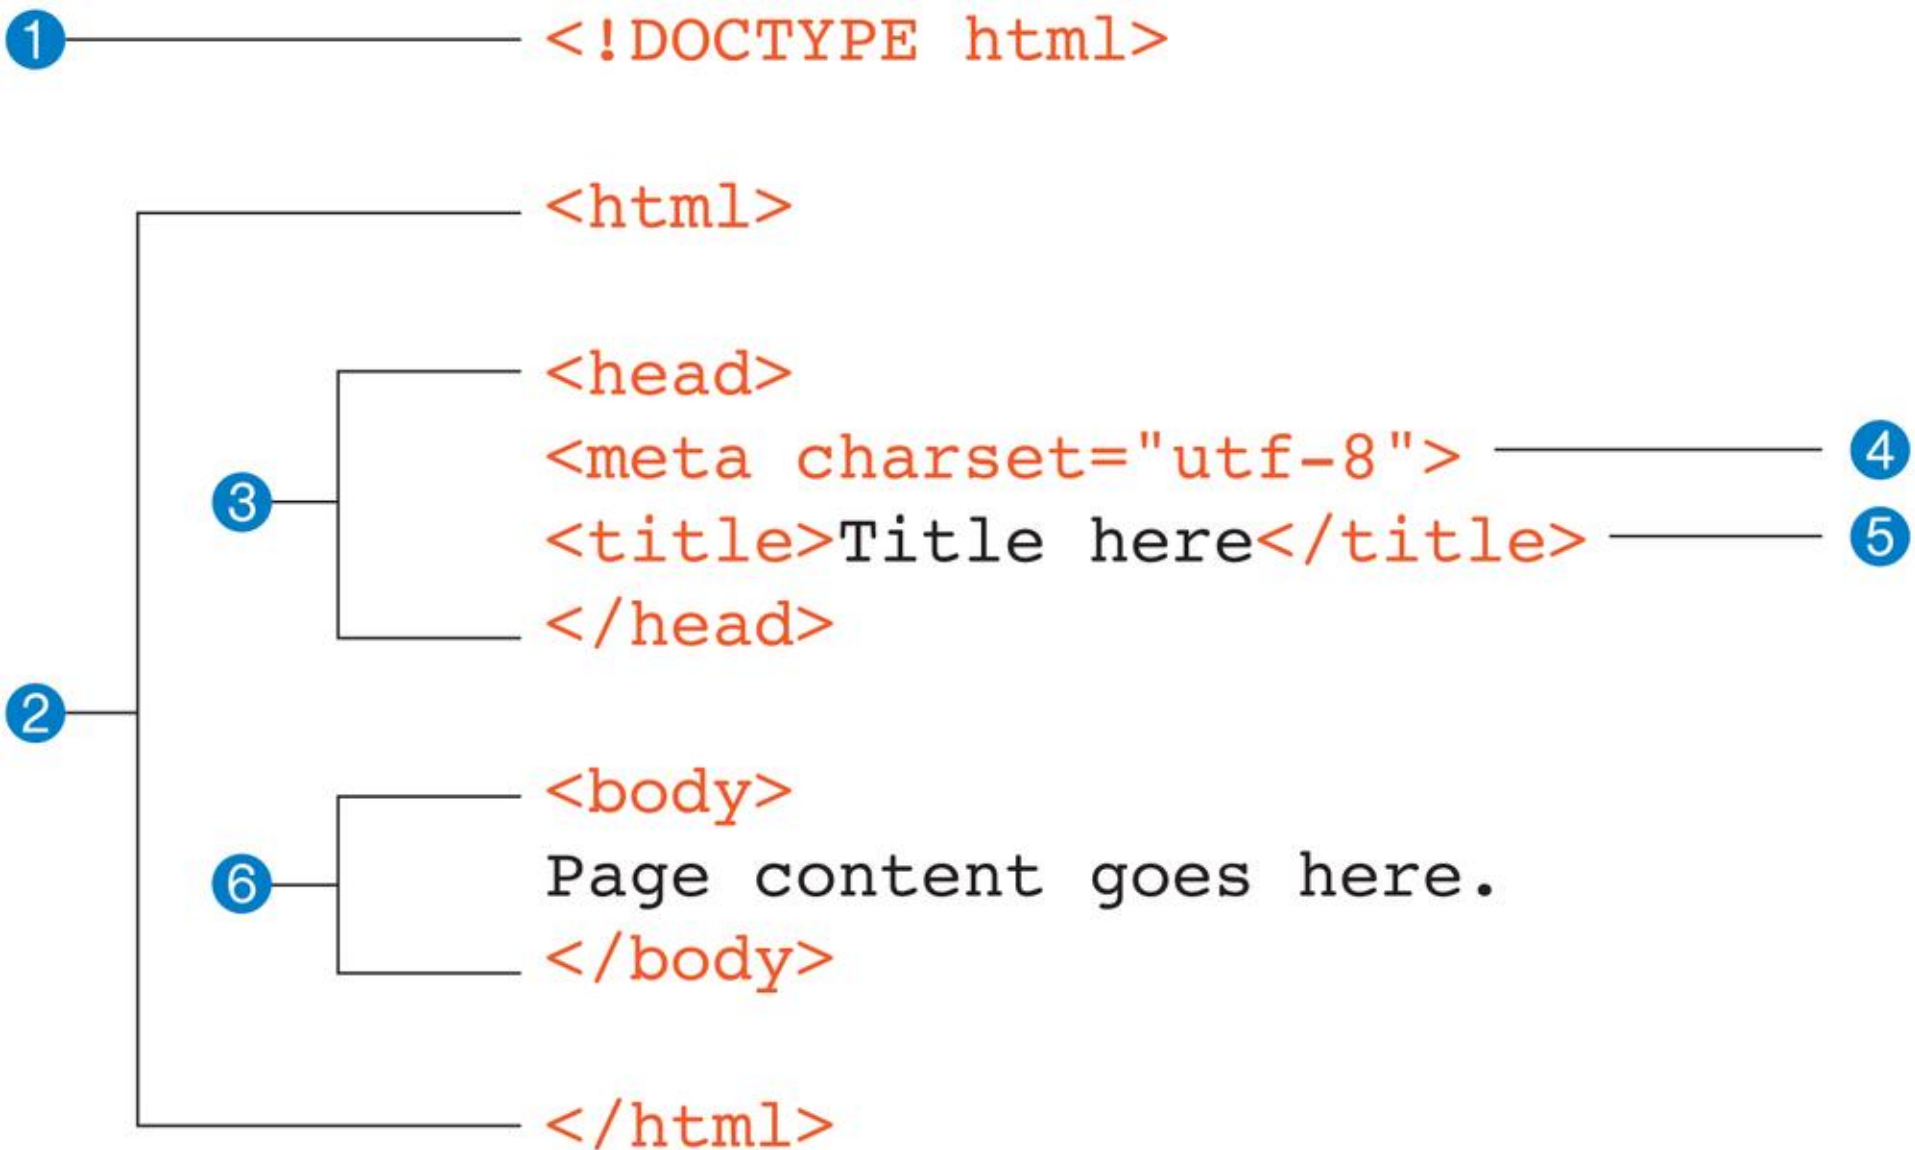 1 <!DOCTYPE html>
<html>
<head>
<meta charset="utf-8"> 4
3
<title>Title here</title> 5
</head>
2
<body>
6 Page content goes here.
</body>
</html>